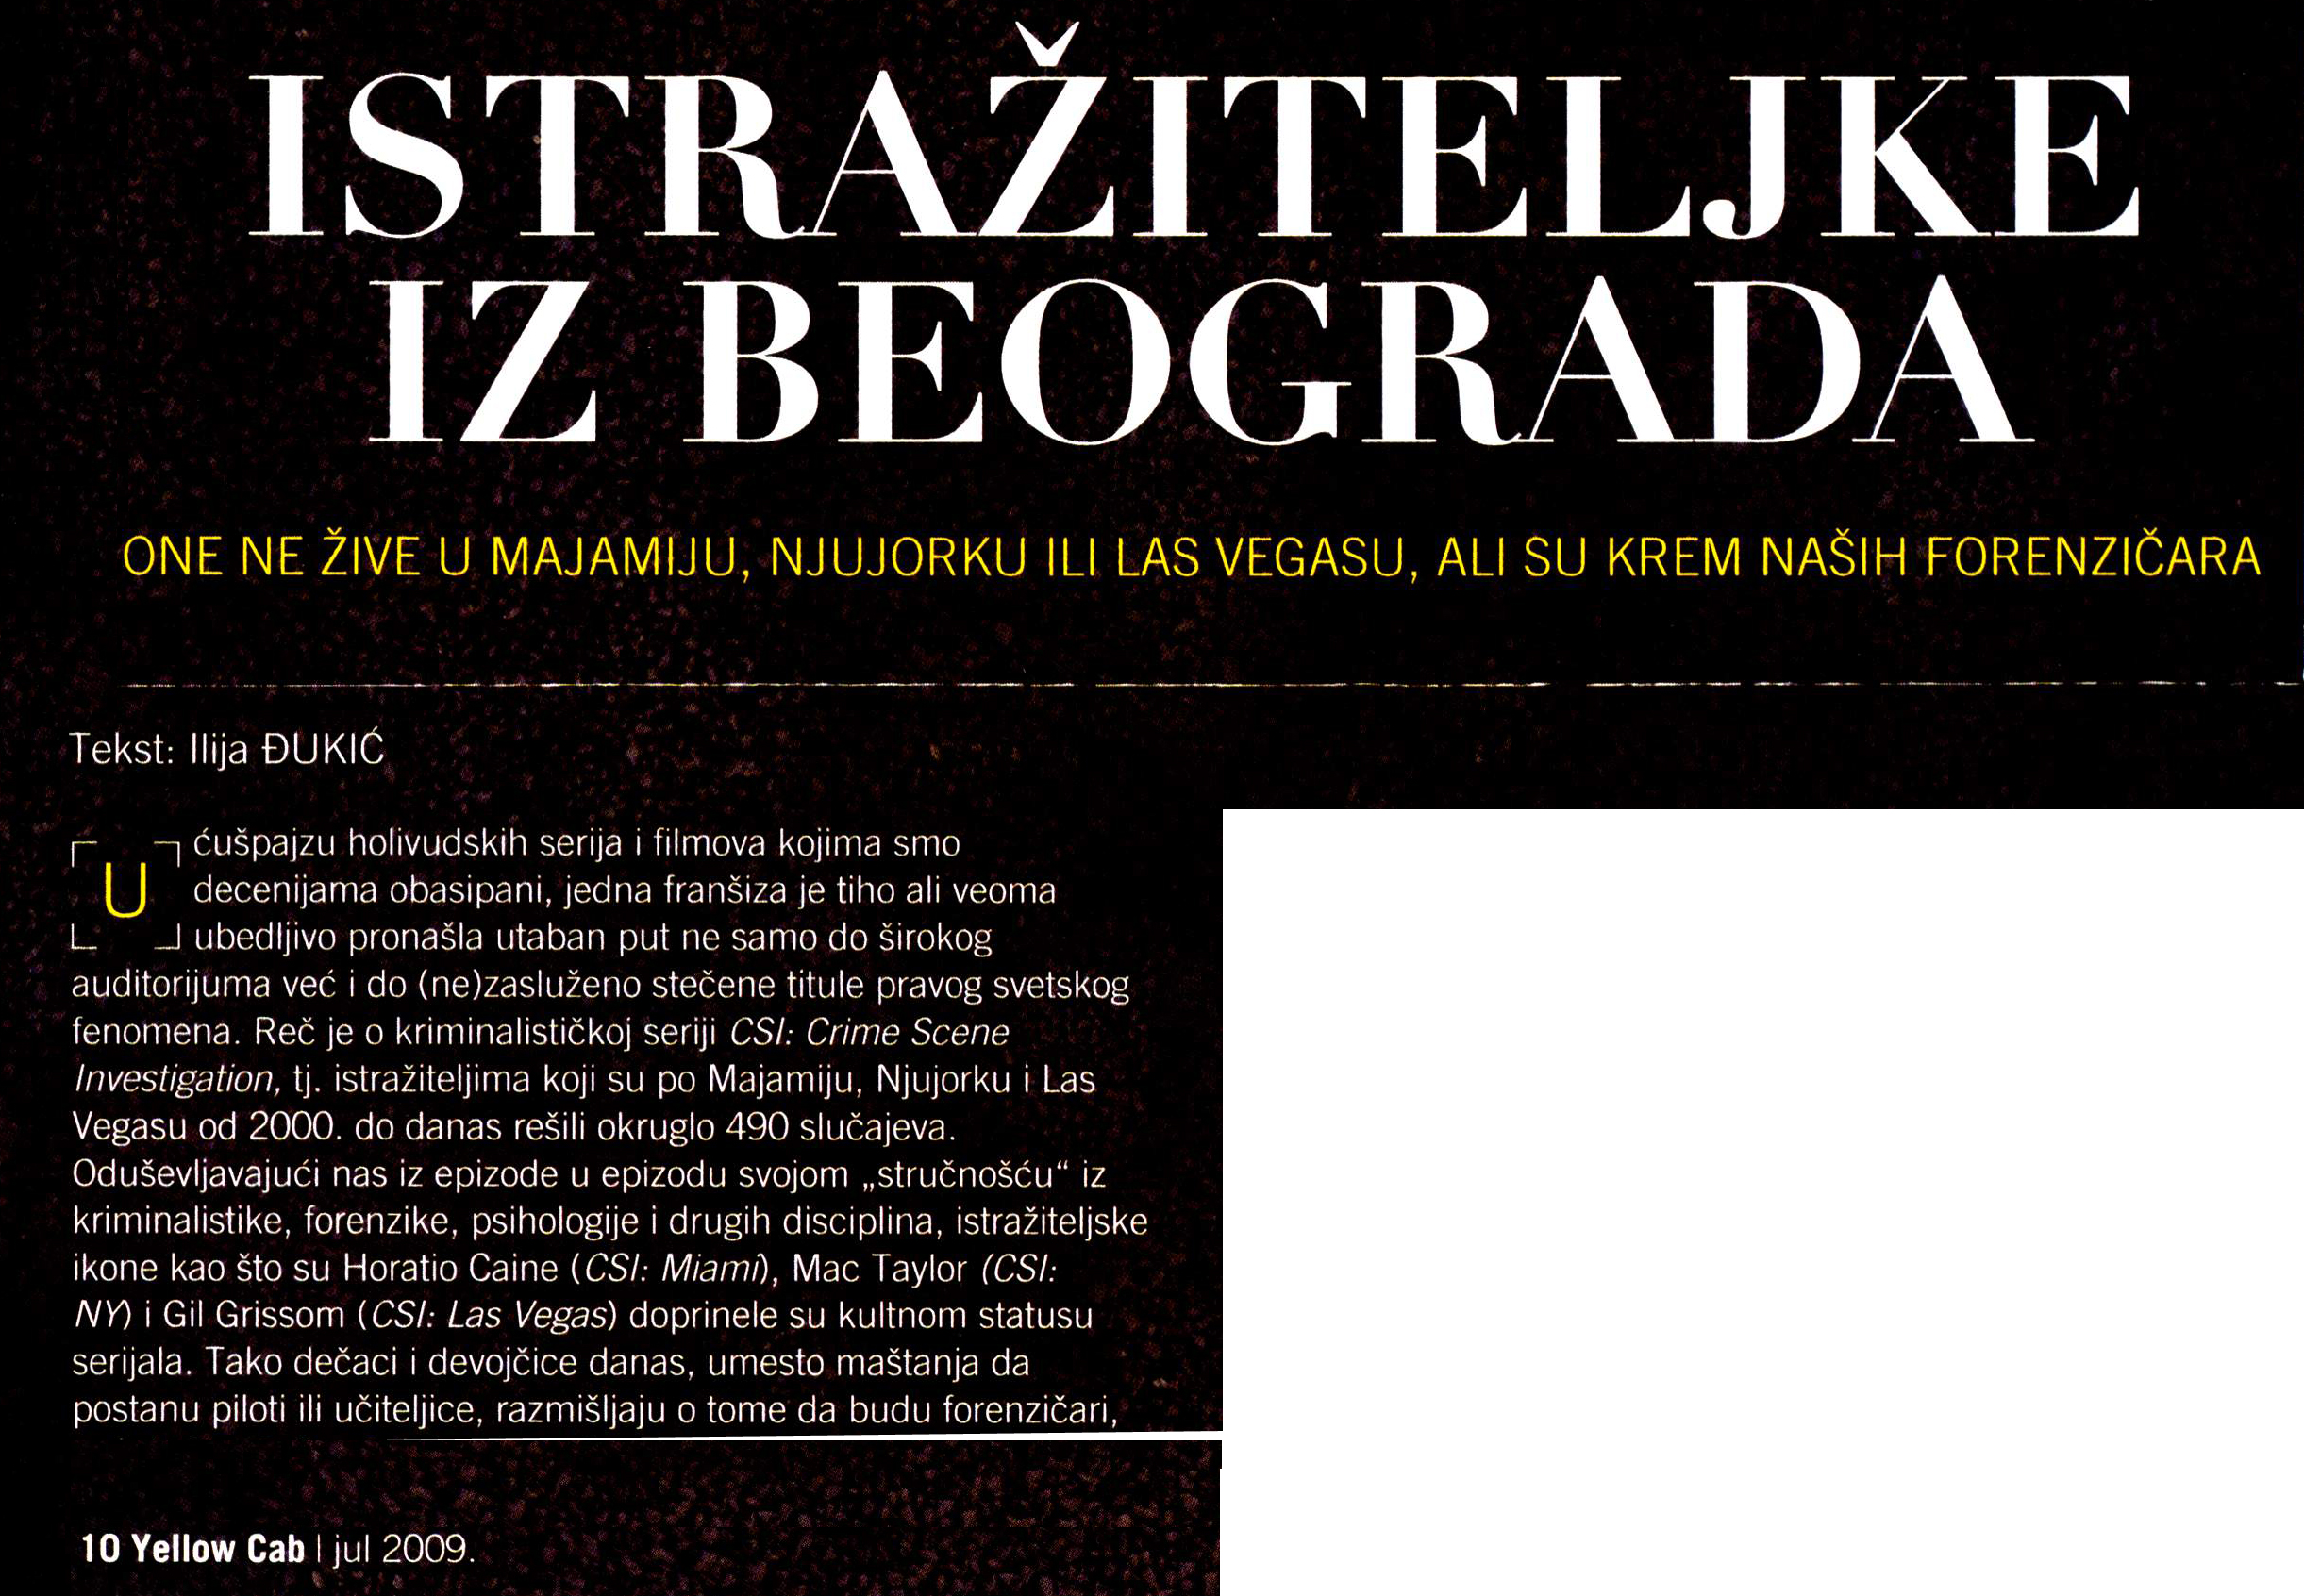 ISTRAŽITELJKE
IZ BEOGRADA
ONE NE ŽIVE U MAJAMIJU, NJUJORKU ILI LAS VEGASU, ALI SU KREM NAŠIH FORENZIČARA
Tekst: Ilija ĐUKIĆ
U ćušpajzu holivudskih serija i filmova kojima smo
decenijama obasipani, jedna franšiza je tiho ali veoma
ubedljivo pronašla utaban put ne samo do širokog
auditorijuma već i do (ne)zasluženo stečene titule pravog svetskog
fenomena. Reč je o kriminalističkoj seriji CSI: Crime Scene
Investigation, tj. istražiteljima koji su po Majamiju, Njujorku i Las
Vegasu od 2000. do danas rešili okruglo 490 slučajeva.
Oduševljavajući nas iz epizode u epizodu svojom „stručnošću“ iz
kriminalistike, forenzike, psihologije i drugih disciplina, istražiteljske
ikone kao što su Horatio Caine (CSI: Miami), Mac Taylor (CSI:
NY) i Gil Grissom (CSI: Las Vegas) doprinele su kultnom statusu
serijala. Tako dečaci i devojčice danas, umesto maštanja da
postanu piloti ili učiteljice, razmišljaju o tome da budu forenzičari,
10 Yellow Cab | jul 2009.